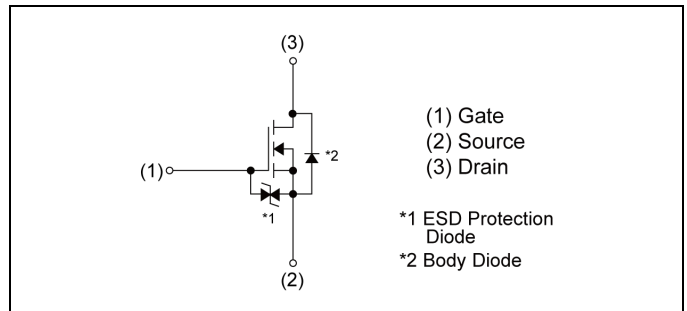 (3)
(1)
*2
*1
(2)
(1) Gate
(2) Source
(3) Drain
*1 ESD Protection
Diode
*2 Body Diode